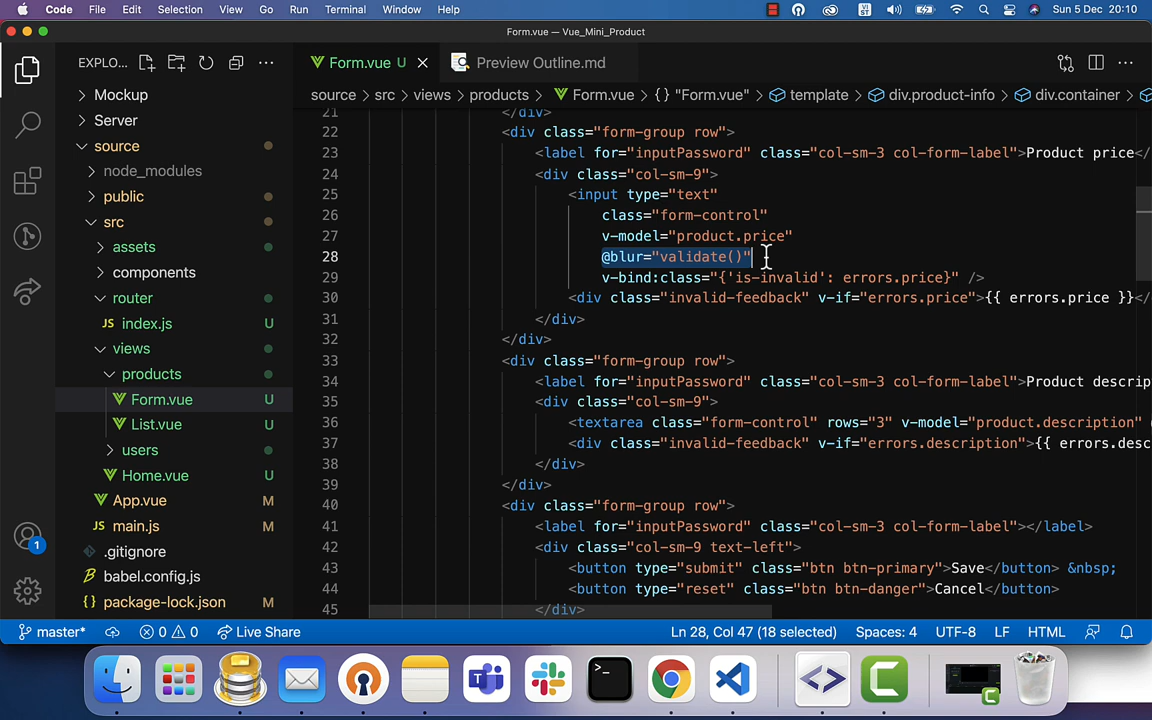 Code File Edit Selection View Go Run Terminal Window Help
VI
ST
Sun 5 Dec 20:10
Form.vue — Vue_Mini_Product
EXPLO...
Form.vue U
Preview Outline.md
source > src > views > products > Form.vue > {} "Form.vue" > template > div.product-info > div.container >
Mockup
Server
source
node_modules
public
src
assets
components
router
JS index.js U
views
products
Form.vue U
List.vue U
users
Home.vue U
App.vue M
JS main.js M
.gitignore
babel.config.js
{} package-lock.json M
1
21 </div>
22 <div class="form-group row">
23 <label for="inputPassword" class="col-sm-3 col-form-label">Product price</
24 <div class="col-sm-9">
25 <input type="text"
26 class="form-control"
27 v-model="product.price"
28 @blur="validate()"
29 v-bind:class="{'is-invalid': errors.price}" />
30 <div class="invalid-feedback" v-if="errors.price">{{ errors.price }}</
31 </div>
32 </div>
33 <div class="form-group row">
34 <label for="inputPassword" class="col-sm-3 col-form-label">Product descrip
35 <div class="col-sm-9">
36 <textarea class="form-control" rows="3" v-model="product.description"
37 <div class="invalid-feedback" v-if="errors.description">{{ errors.desc
38 </div>
39 </div>
40 <div class="form-group row">
41 <label for="inputPassword" class="col-sm-3 col-form-label"></label>
42 <div class="col-sm-9 text-left">
43 <button type="submit" class="btn btn-primary">Save</button> &nbsp;
44 <button type="reset" class="btn btn-danger">Cancel</button>
45 </div>
master* 0 0 Live Share
Ln 28, Col 47 (18 selected) Spaces: 4 UTF-8 LF HTML